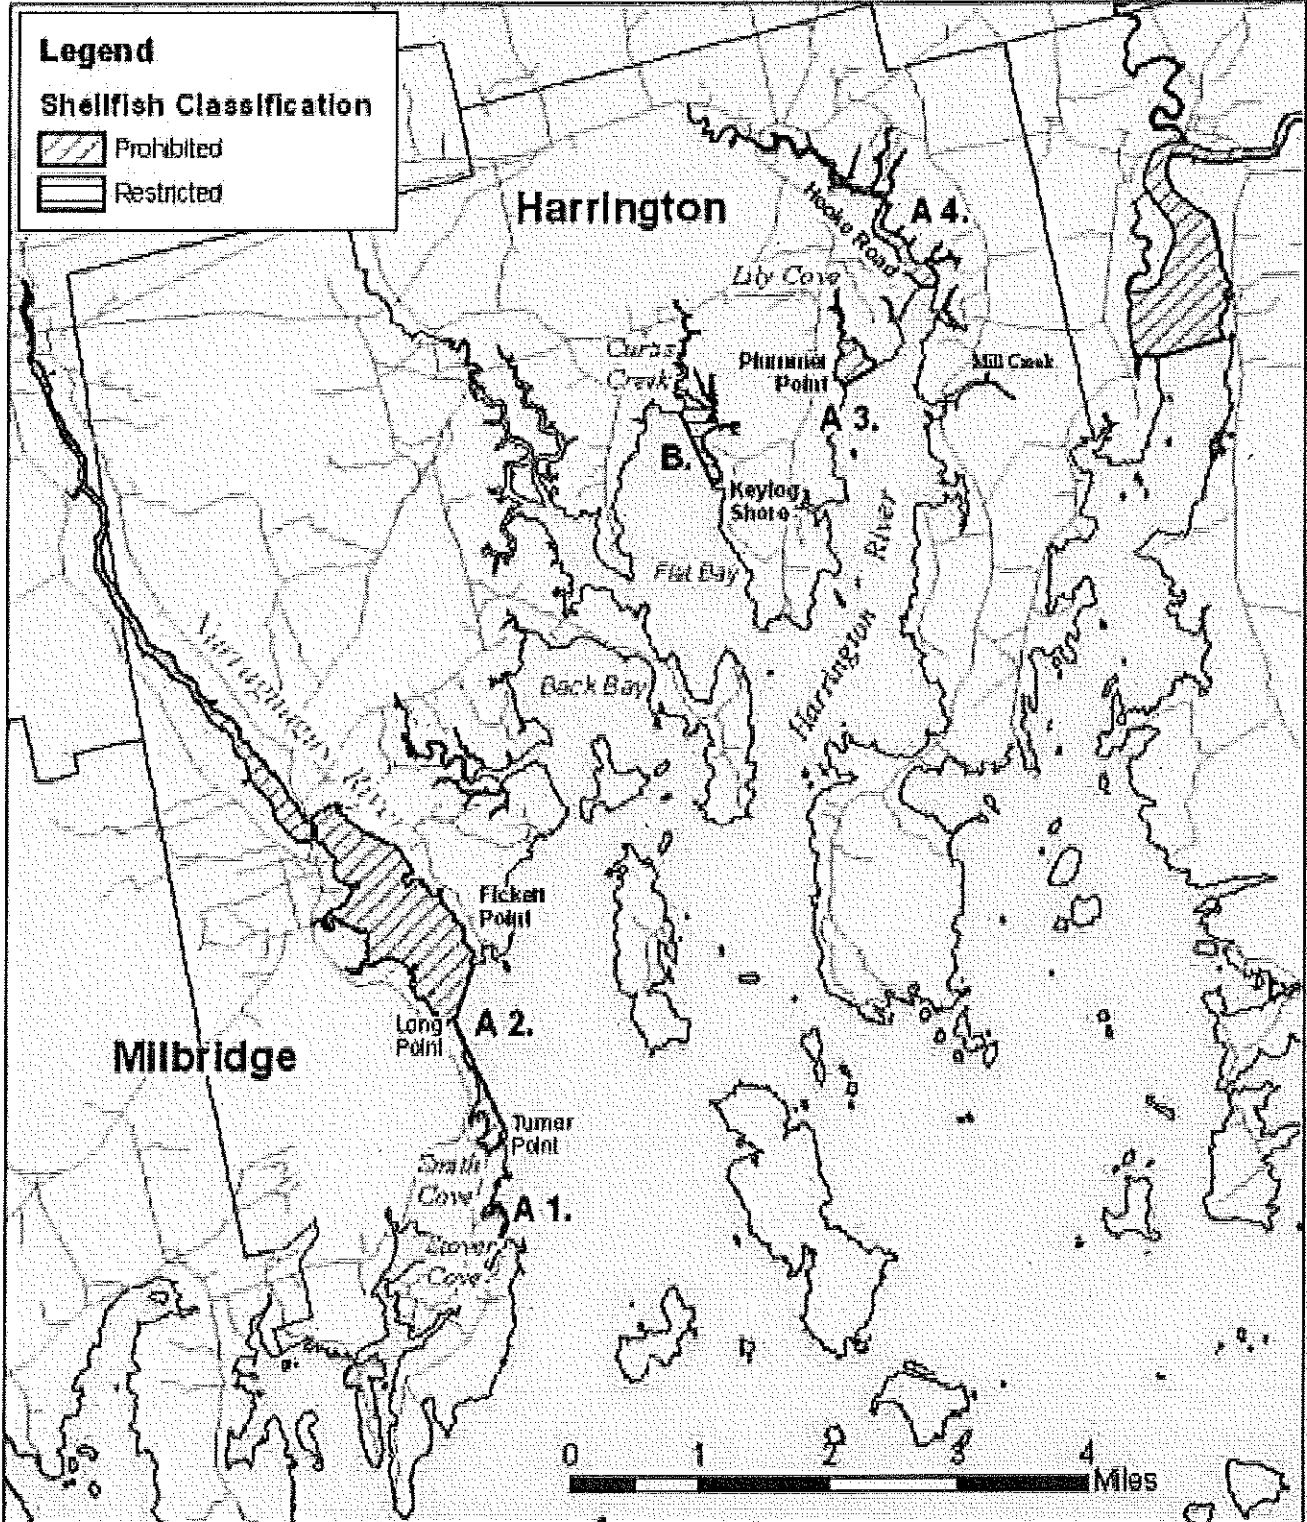 Legend
Shellfish Classification
Prohibited
Restricted
Harrington
Hooke Road
A 4.
Lily Cove
Curtis
Creek
Plummer
Point
Mill Creek
A 3.
B.
Keylog
Shore
River
Flat Bay
Harrington
Narraguagus River
Back Bay
Ficken
Point
Long
Point
A 2.
Milbridge
Turner
Point
Smith
Cove
A 1.
Cove
0 1 2 3 4
Miles